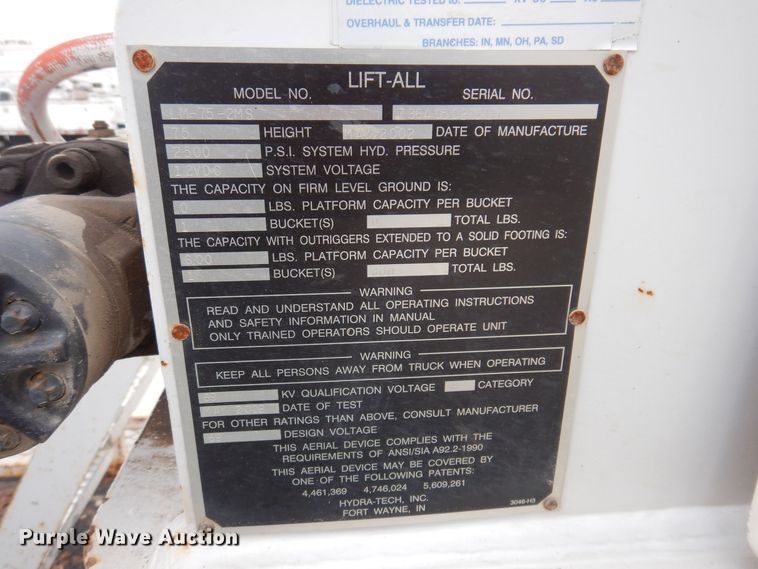 DIELECTRIC TESTED to:
OVERHAUL & TRANSFER DATE:
BRANCHES: IN, MN, OH, PA, SD
LIFT-ALL
MODEL NO. SERIAL NO.
LM-75-2MS
75 HEIGHT DATE OF MANUFACTURE
2500 P.S.I. SYSTEM HYD. PRESSURE
12VDC SYSTEM VOLTAGE
THE CAPACITY ON FIRM LEVEL GROUND IS:
0 LBS. PLATFORM CAPACITY PER BUCKET
1 BUCKET(S) TOTAL LBS.
THE CAPACITY WITH OUTRIGGERS EXTENDED TO A SOLID FOOTING IS:
600 LBS. PLATFORM CAPACITY PER BUCKET
1 BUCKET(S) TOTAL LBS.
WARNING
READ AND UNDERSTAND ALL OPERATING INSTRUCTIONS
AND SAFETY INFORMATION IN MANUAL
ONLY TRAINED OPERATORS SHOULD OPERATE UNIT
WARNING
KEEP ALL PERSONS AWAY FROM TRUCK WHEN OPERATING
KV QUALIFICATION VOLTAGE CATEGORY
DATE OF TEST
FOR OTHER RATINGS THAN ABOVE, CONSULT MANUFACTURER
DESIGN VOLTAGE
THIS AERIAL DEVICE COMPLIES WITH THE
REQUIREMENTS OF ANSI/SIA A92.2-1990
THIS AERIAL DEVICE MAY BE COVERED BY
ONE OF THE FOLLOWING PATENTS:
4,461,369 4,746,024 5,609,261
HYDRA-TECH, INC.
FORT WAYNE, IN
3046-H3
Purple Wave Auction